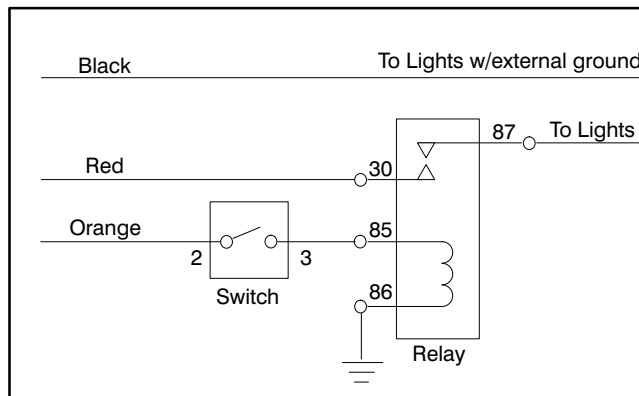 Black
To Lights w/external ground
87
To Lights
Red
30
Orange
2
3
85
Switch
86
Relay